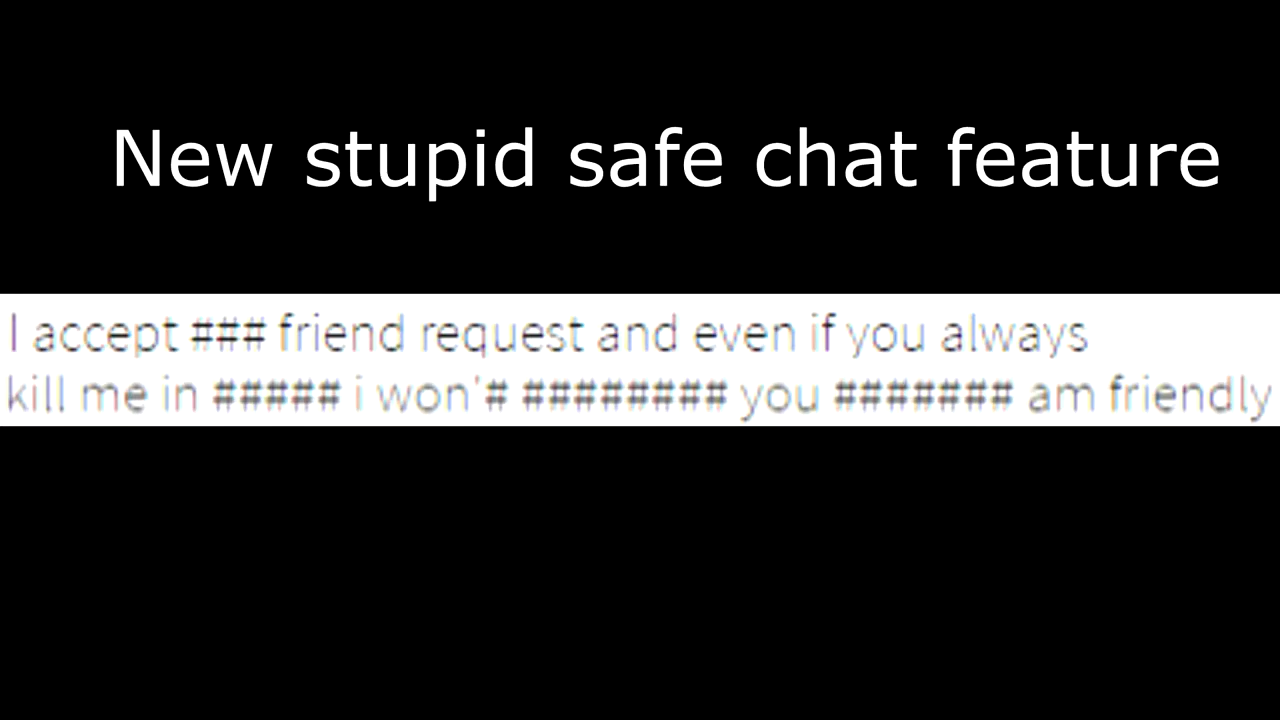 New stupid safe chat feature
I accept ### friend request and even if you always
kill me in ##### i won'# ######## you ####### am friendly